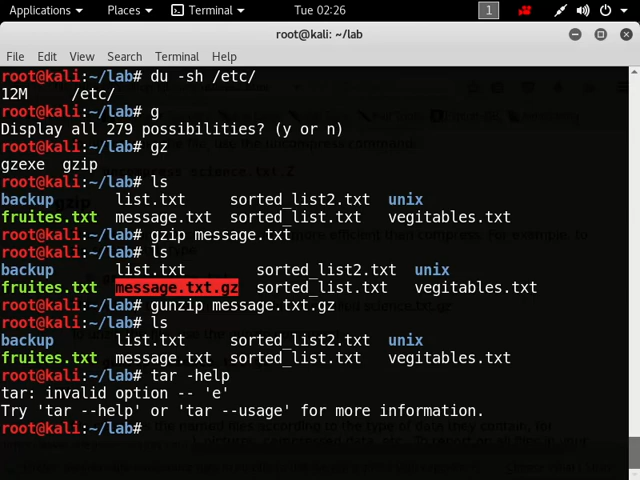 Applications Places Terminal Tue 02:26 1
root@kali: ~/lab
File Edit View Search Terminal Help
root@kali:~/lab# du -sh /etc/
12M /etc/
root@kali:~/lab# g
Display all 279 possibilities? (y or n)
root@kali:~/lab# gz
gzexe gzip
root@kali:~/lab# ls
backup list.txt sorted_list2.txt unix
fruites.txt message.txt sorted_list.txt vegitables.txt
root@kali:~/lab# gzip message.txt
root@kali:~/lab# ls
backup list.txt sorted_list2.txt unix
fruites.txt message.txt.gz sorted_list.txt vegitables.txt
root@kali:~/lab# gunzip message.txt.gz
root@kali:~/lab# ls
backup list.txt sorted_list2.txt unix
fruites.txt message.txt sorted_list.txt vegitables.txt
root@kali:~/lab# tar -help
tar: invalid option -- 'e'
Try 'tar --help' or 'tar --usage' for more information.
root@kali:~/lab#